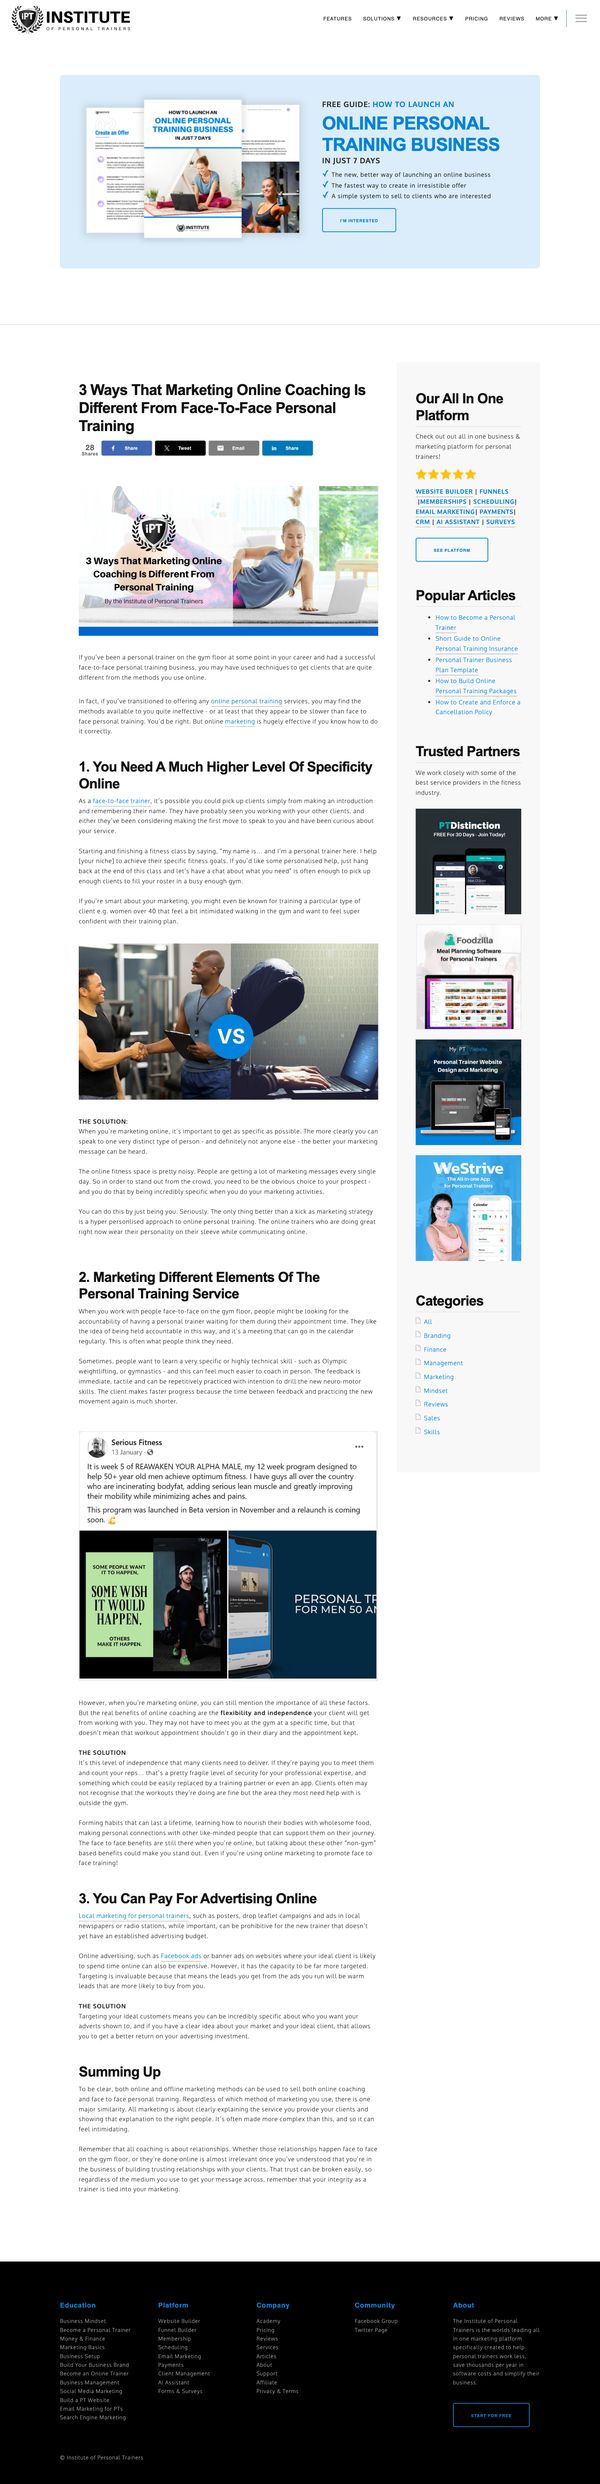 IPT INSTITUTE
OF PERSONAL TRAINERS
FEATURES SOLUTIONS ▼ RESOURCES ▼ PRICING REVIEWS MORE ▼
Create an Offer
HOW TO LAUNCH AN
ONLINE PERSONAL
TRAINING BUSINESS
IN JUST 7 DAYS
INSTITUTE
FREE GUIDE: HOW TO LAUNCH AN
ONLINE PERSONAL
TRAINING BUSINESS
IN JUST 7 DAYS
✓ The new, better way of launching an online business
✓ The fastest way to create in irresistible offer
✓ A simple system to sell to clients who are interested
I'M INTERESTED
3 Ways That Marketing Online Coaching Is
Different From Face-To-Face Personal
Training
28
Shares
Share
Tweet
Email
Share
IPT
3 Ways That Marketing Online
Coaching Is Different From
Personal Training
By the Institute of Personal Trainers
If you've been a personal trainer on the gym floor at some point in your career and had a successful
face-to-face personal training business, you may have used techniques to get clients that are quite
different from the methods you use online.
In fact, if you've transitioned to offering any online personal training services, you may find the
methods available to you quite ineffective - or at least that they appear to be slower than face to
face personal training. You'd be right. But online marketing is hugely effective if you know how to do
it correctly.
1. You Need A Much Higher Level Of Specificity
Online
As a face-to-face trainer, it's possible you could pick up clients simply from making an introduction
and remembering their name. They have probably seen you working with your other clients, and
either they've been considering making the first move to speak to you and have been curious about
your service.
Starting and finishing a fitness class by saying, "my name is... and I'm a personal trainer here. I help
[your niche] to achieve their specific fitness goals. If you'd like some personalised help, just hang
back at the end of this class and let's have a chat about what you need" is often enough to pick up
enough clients to fill your roster in a busy enough gym.
If you're smart about your marketing, you might even be known for training a particular type of
client e.g. women over 40 that feel a bit intimidated walking in the gym and want to feel super
confident with their training plan.
VS
THE SOLUTION:
When you're marketing online, it's important to get as specific as possible. The more clearly you can
speak to one very distinct type of person - and definitely not anyone else - the better your marketing
message can be heard.
The online fitness space is pretty noisy. People are getting a lot of marketing messages every single
day. So in order to stand out from the crowd, you need to be the obvious choice to your prospect -
and you do that by being incredibly specific when you do your marketing activities.
You can do this by just being you. Seriously. The only thing better than a kick as marketing strategy
is a hyper personlised approach to online personal training. The online trainers who are doing great
right now wear their personality on their sleeve while communicating online.
2. Marketing Different Elements Of The
Personal Training Service
When you work with people face-to-face on the gym floor, people might be looking for the
accountability of having a personal trainer waiting for them during their appointment time. They like
the idea of being held accountable in this way, and it's a meeting that can go in the calendar
regularly. This is often what people think they need.
Sometimes, people want to learn a very specific or highly technical skill - such as Olympic
weightlifting, or gymnastics - and this can feel much easier to coach in person. The feedback is
immediate, tactile and can be repetitively practiced with intention to drill the new neuro-motor
skills. The client makes faster progress because the time between feedback and practicing the new
movement again is much shorter.
Serious Fitness
13 January
It is week 5 of REAWAKEN YOUR ALPHA MALE, my 12 week program designed to
help 50+ year old men achieve optimum fitness. I have guys all over the country
who are incinerating bodyfat, adding serious lean muscle and greatly improving
their mobility while minimizing aches and pains.
This program was launched in Beta version in November and a relaunch is coming
soon. 💪
SOME PEOPLE WANT
IT TO HAPPEN,
SOME WISH
IT WOULD
HAPPEN,
OTHERS
MAKE IT HAPPEN.
PERSONAL TR
FOR MEN 50 AN
However, when you're marketing online, you can still mention the importance of all these factors.
But the real benefits of online coaching are the flexibility and independence your client will get
from working with you. They may not have to meet you at the gym at a specific time, but that
doesn't mean that workout appointment shouldn't go in their diary and the appointment kept.
THE SOLUTION
It's this level of independence that many clients need to deliver. If they're paying you to meet them
and count your reps... that's a pretty fragile level of security for your professional expertise, and
something which could be easily replaced by a training partner or even an app. Clients often may
not recognise that the workouts they're doing are fine but the area they most need help with is
outside the gym.
Forming habits that can last a lifetime, learning how to nourish their bodies with wholesome food,
making personal connections with other like-minded people that can support them on their journey.
The face to face benefits are still there when you're online, but talking about these other "non-gym"
based benefits could make you stand out. Even if you're using online marketing to promote face to
face training!
3. You Can Pay For Advertising Online
Local marketing for personal trainers, such as posters, drop leaflet campaigns and ads in local
newspapers or radio stations, while important, can be prohibitive for the new trainer that doesn't
yet have an established advertising budget.
Online advertising, such as Facebook ads or banner ads on websites where your ideal client is likely
to spend time online can also be expensive. However, it has the capacity to be far more targeted.
Targeting is invaluable because that means the leads you get from the ads you run will be warm
leads that are more likely to buy from you.
THE SOLUTION
Targeting your ideal customers means you can be incredibly specific about who you want your
adverts shown to, and if you have a clear idea about your market and your ideal client, that allows
you to get a better return on your advertising investment.
Summing Up
To be clear, both online and offline marketing methods can be used to sell both online coaching
and face to face personal training. Regardless of which method of marketing you use, there is one
major similarity. All marketing is about clearly explaining the service you provide your clients and
showing that explanation to the right people. It's often made more complex than this, and so it can
feel intimidating.
Remember that all coaching is about relationships. Whether those relationships happen face to face
on the gym floor, or they're done online is almost irrelevant once you've understood that you're in
the business of building trusting relationships with your clients. That trust can be broken easily, so
regardless of the medium you use to get your message across, remember that your integrity as a
trainer is tied into your marketing.
Our All In One
Platform
Check out out all in one business &
marketing platform for personal
trainers!
WEBSITE BUILDER | FUNNELS
|MEMBERSHIPS | SCHEDULING|
EMAIL MARKETING| PAYMENTS|
CRM | AI ASSISTANT | SURVEYS
SEE PLATFORM
Popular Articles
How to Become a Personal
Trainer
Short Guide to Online
Personal Training Insurance
Personal Trainer Business
Plan Template
How to Build Online
Personal Training Packages
How to Create and Enforce a
Cancellation Policy
Trusted Partners
We work closely with some of the
best service providers in the fitness
industry.
PTDistinction
FREE For 30 Days - Join Today!
Foodzilla
Meal Planning Software
for Personal Trainers
My PT Website
Personal Trainer Website
Design and Marketing
WeStrive
The All-in-one App
for Personal Trainers
Calendar
Categories
All
Branding
Finance
Management
Marketing
Mindset
Reviews
Sales
Skills
Education
Business Mindset
Become a Personal Trainer
Money & Finance
Marketing Basics
Business Setup
Build Your Business Brand
Become an Online Trainer
Business Management
Social Media Marketing
Build a PT Website
Email Marketing for PTs
Search Engine Marketing
Platform
Website Builder
Funnel Builder
Membership
Scheduling
Email Marketing
Payments
Client Management
AI Assistant
Forms & Surveys
Company
Academy
Pricing
Reviews
Services
Articles
About
Support
Affiliate
Privacy & Terms
Community
Facebook Group
Twitter Page
About
The Institute of Personal
Trainers is the worlds leading all
in one marketing platform
specifically created to help
personal trainers work less,
save thousands per year in
software costs and simplify their
business.
START FOR FREE
© Institute of Personal Trainers